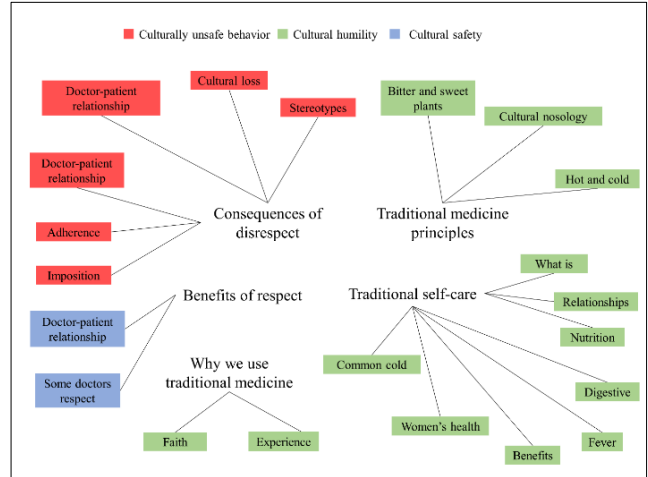 Culturally unsafe behavior Cultural humility Cultural safety
Doctor-patient
relationship
Cultural loss
Stereotypes
Doctor-patient
relationship
Adherence
Imposition
Consequences of
disrespect
Bitter and sweet
plants
Cultural nosology
Hot and cold
Traditional medicine
principles
Benefits of respect
Doctor-patient
relationship
Some doctors
respect
Why we use
traditional medicine
Faith
Experience
Traditional self-care
What is
Relationships
Nutrition
Common cold
Women's health
Benefits
Fever
Digestive